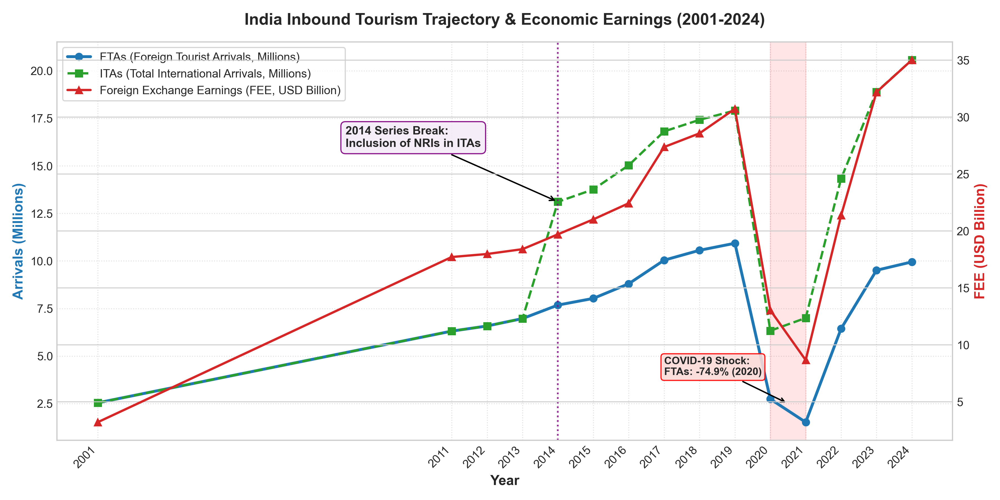 India Inbound Tourism Trajectory & Economic Earnings (2001-2024)
FTAs (Foreign Tourist Arrivals, Millions)
ITAs (Total International Arrivals, Millions)
Foreign Exchange Earnings (FEE, USD Billion)
20.0
17.5
15.0
12.5
10.0
7.5
5.0
2.5
Arrivals (Millions)
2014 Series Break:
Inclusion of NRIs in ITAs
COVID-19 Shock:
FTAs: -74.9% (2020)
35
30
25
20
15
10
5
FEE (USD Billion)
2001
2011
2012
2013
2014
2015
2016
2017
2018
2019
2020
2021
2022
2023
2024
Year